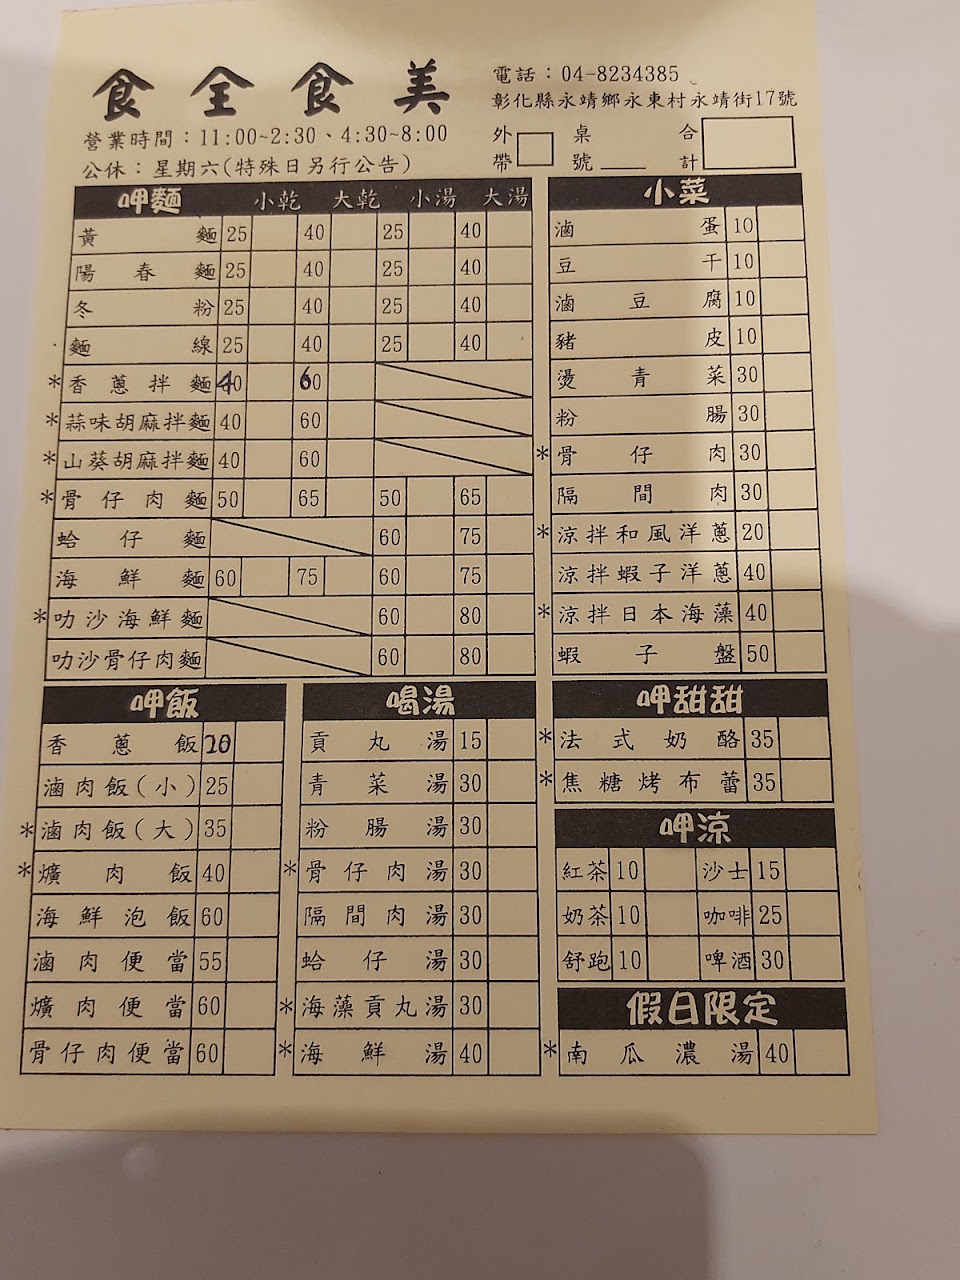 食全食美
電話：04-8234385
彰化縣永靖鄉永東村永靖街17號
營業時間：11:00~2:30、4:30~8:00
公休：星期六(特殊日另行公告)
外帶 桌號 合計
呷麵 小乾 大乾 小湯 大湯
黃麵 25 40 25 40
陽春麵 25 40 25 40
冬粉 25 40 25 40
麵線 25 40 25 40
*香蔥拌麵 40 60
*蒜味胡麻拌麵 40 60
*山葵胡麻拌麵 40 60
*骨仔肉麵 50 65 50 65
蛤仔麵 60 75
海鮮麵 60 75 60 75
*叻沙海鮮麵 60 80
叻沙骨仔肉麵 60 80
小菜
滷蛋 10
豆干 10
滷豆腐 10
豬皮 10
燙青菜 30
粉腸 30
*骨仔肉 30
隔間肉 30
*涼拌和風洋蔥 20
涼拌蝦子洋蔥 40
*涼拌日本海藻 40
蝦子盤 50
呷飯
香蔥飯 20
滷肉飯(小) 25
*滷肉飯(大) 35
*爌肉飯 40
海鮮泡飯 60
滷肉便當 55
爌肉便當 60
骨仔肉便當 60
喝湯
貢丸湯 15
青菜湯 30
粉腸湯 30
*骨仔肉湯 30
隔間肉湯 30
蛤仔湯 30
*海藻貢丸湯 30
*海鮮湯 40
呷甜甜
*法式奶酪 35
*焦糖烤布蕾 35
呷涼
紅茶 10 沙士 15
奶茶 10 咖啡 25
舒跑 10 啤酒 30
假日限定
*南瓜濃湯 40